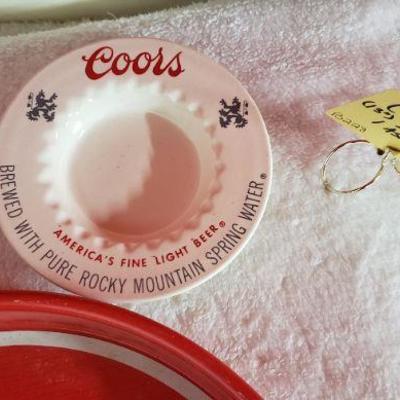 Coors
AMERICA'S FINE LIGHT BEER®
BREWED WITH PURE ROCKY MOUNTAIN SPRING WATER®